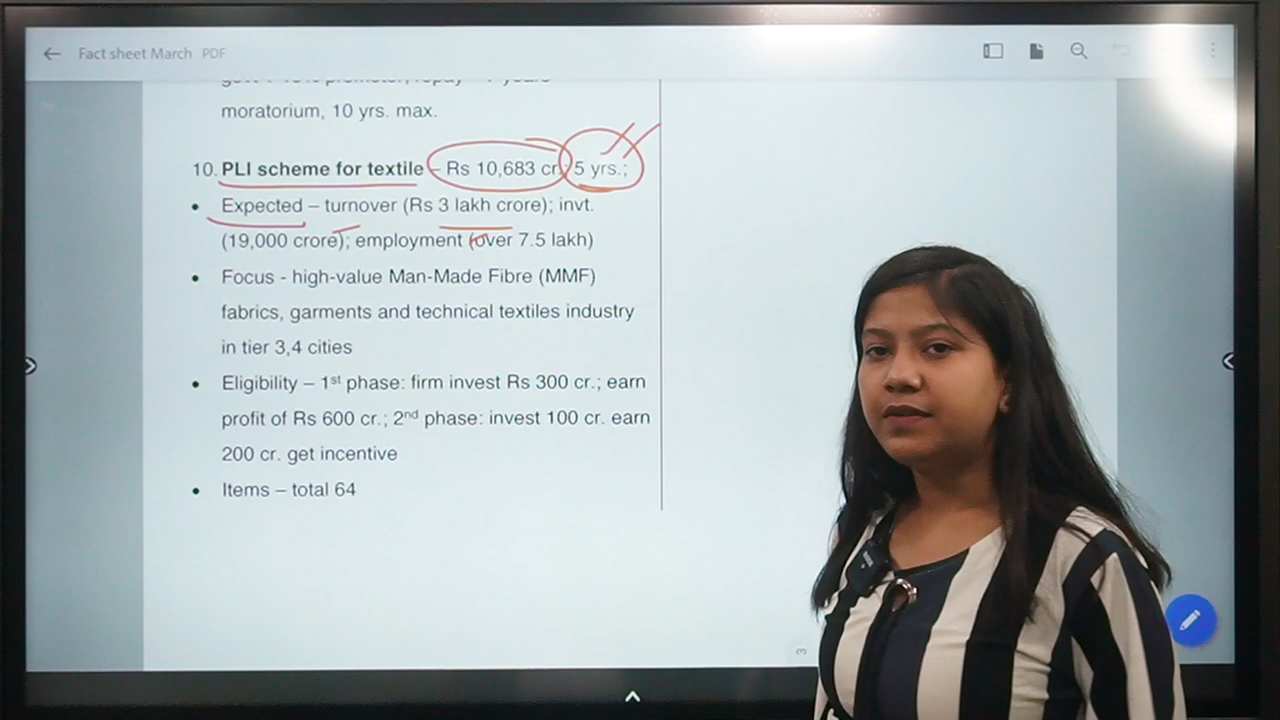 Fact sheet March PDF
moratorium, 10 yrs. max.
10. PLI scheme for textile – Rs 10,683 cr.; 5 yrs.;
• Expected – turnover (Rs 3 lakh crore); invt.
(19,000 crore); employment (over 7.5 lakh)
• Focus - high-value Man-Made Fibre (MMF)
fabrics, garments and technical textiles industry
in tier 3,4 cities
• Eligibility – 1st phase: firm invest Rs 300 cr.; earn
profit of Rs 600 cr.; 2nd phase: invest 100 cr. earn
200 cr. get incentive
• Items – total 64
3